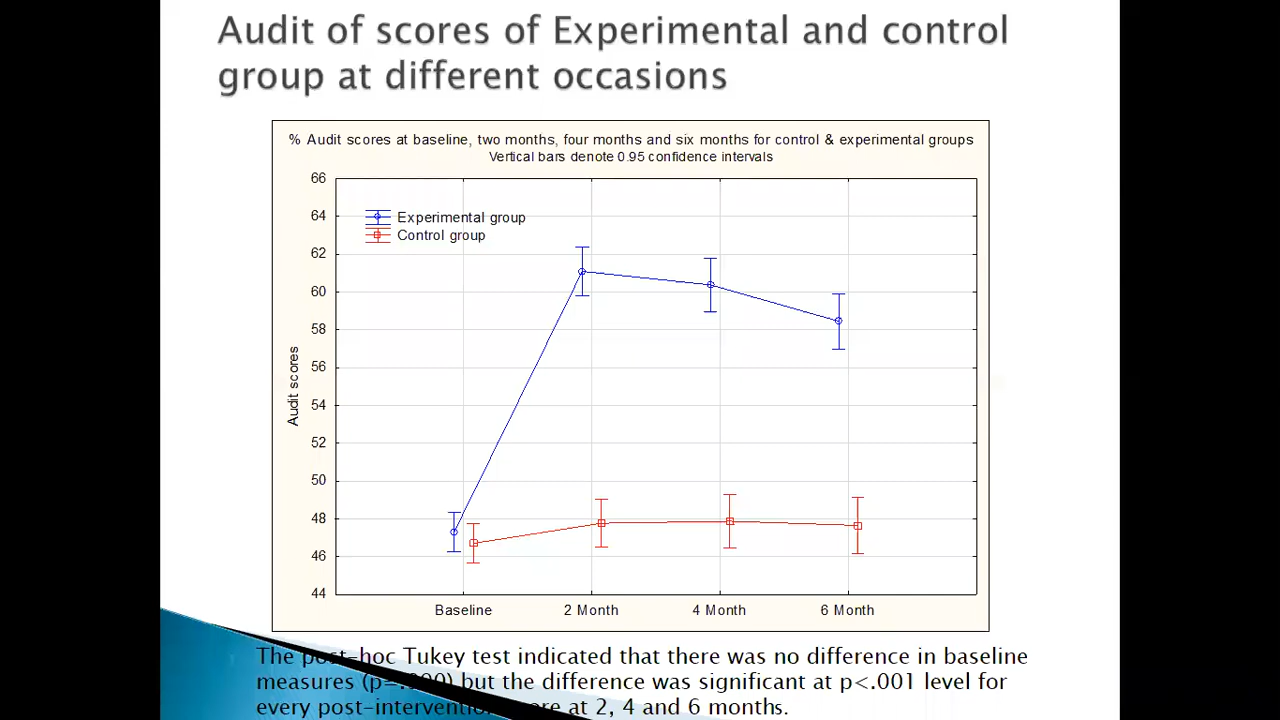 Audit of scores of Experimental and control
group at different occasions
% Audit scores at baseline, two months, four months and six months for control & experimental groups
Vertical bars denote 0.95 confidence intervals
66
64
62
60
58
56
54
52
50
48
46
44
Audit scores
Experimental group
Control group
Baseline 2 Month 4 Month 6 Month
The post-hoc Tukey test indicated that there was no difference in baseline
measures but the difference was significant at p<.001 level for
every post-intervention at 2, 4 and 6 months.